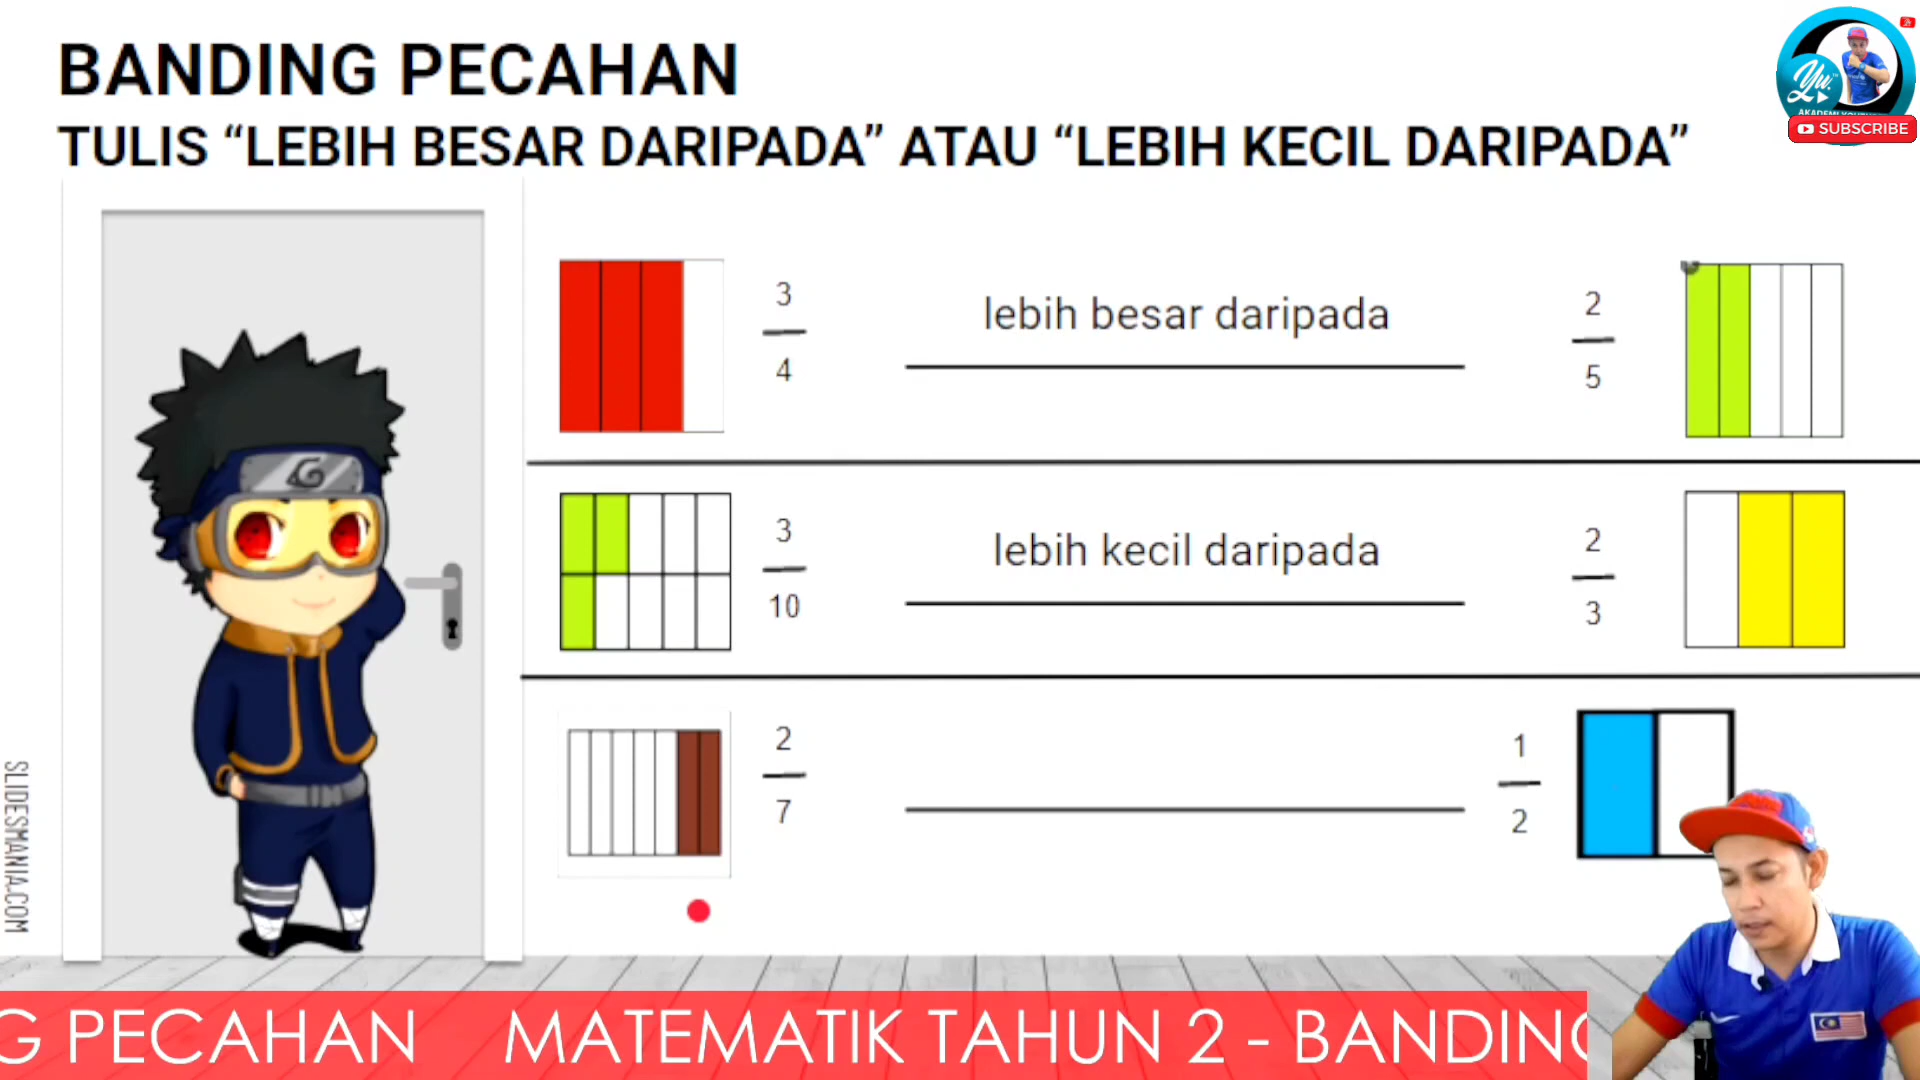 BANDING PECAHAN
TULIS “LEBIH BESAR DARIPADA” ATAU “LEBIH KECIL DARIPADA”
SUBSCRIBE
3
4
lebih besar daripada
2
5
3
10
lebih kecil daripada
2
3
2
7
1
2
SLIDESMANIA.COM
G PECAHAN MATEMATIK TAHUN 2 - BANDING